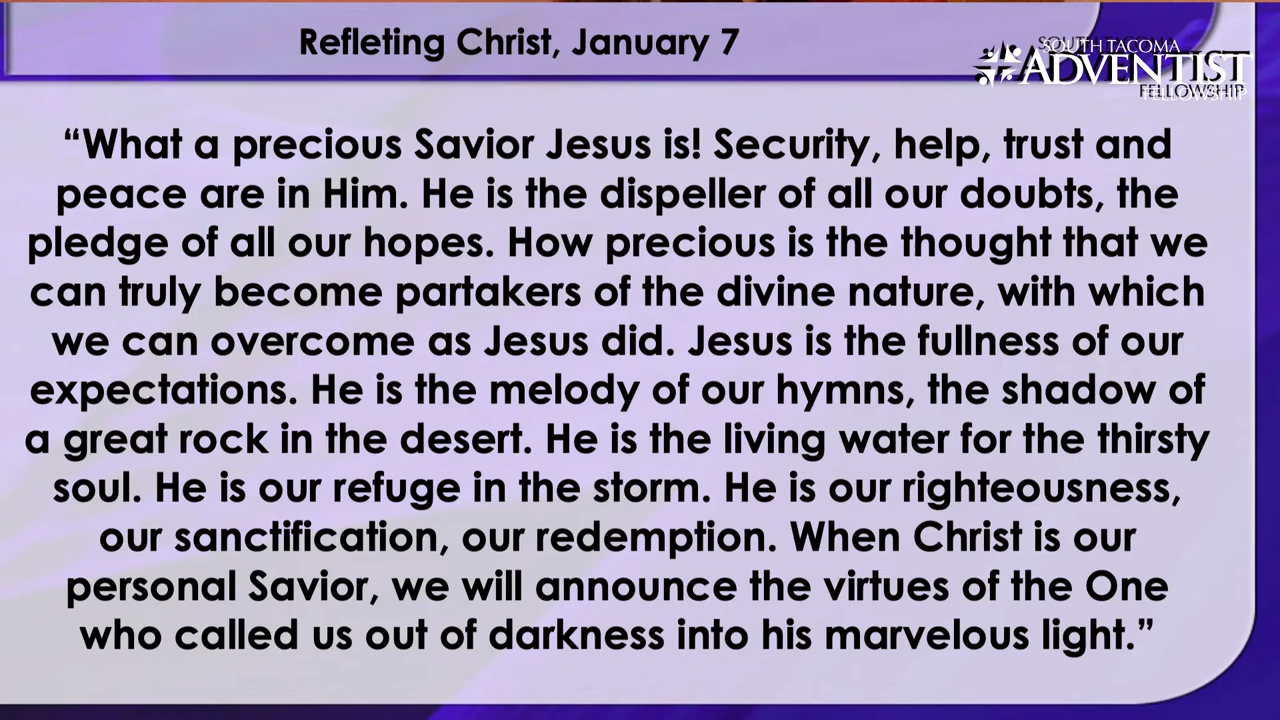 Refleting Christ, January 7
SOUTH TACOMA
ADVENTIST
FELLOWSHIP
“What a precious Savior Jesus is! Security, help, trust and
peace are in Him. He is the dispeller of all our doubts, the
pledge of all our hopes. How precious is the thought that we
can truly become partakers of the divine nature, with which
we can overcome as Jesus did. Jesus is the fullness of our
expectations. He is the melody of our hymns, the shadow of
a great rock in the desert. He is the living water for the thirsty
soul. He is our refuge in the storm. He is our righteousness,
our sanctification, our redemption. When Christ is our
personal Savior, we will announce the virtues of the One
who called us out of darkness into his marvelous light.”